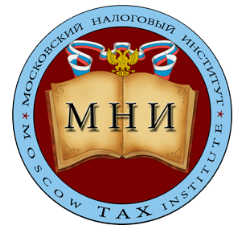 МОСКОВСКИЙ НАЛОГОВЫЙ ИНСТИТУТ
МНИ
MOSCOW TAX INSTITUTE